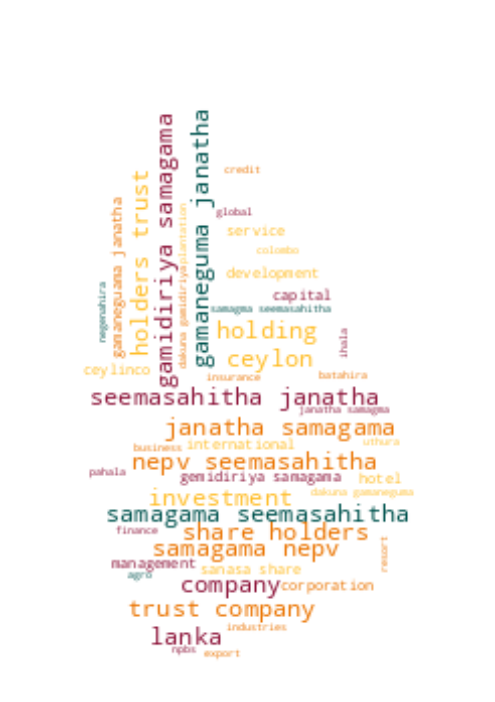 gamidiriya samagama
gamaneguma janatha
holders trust
gamaneguama janatha
negenahira
dakuna gamidiriya
plantation
credit
global
service
colombo
development
capital
samagma seemasahitha
holding
ihala
ceylon
ceylinco
insurance
batahira
seemasahitha janatha
janatha samagma
janatha samagama
business
international
uthura
nepv seemasahitha
pahala
gemidiriya samagama
hotel
investment
dakuna gamaneguma
samagama seemasahitha
finance
share holders
samagama nepv
resort
management
sanasa share
agro
company
corporation
trust company
industries
lanka
npbs
export